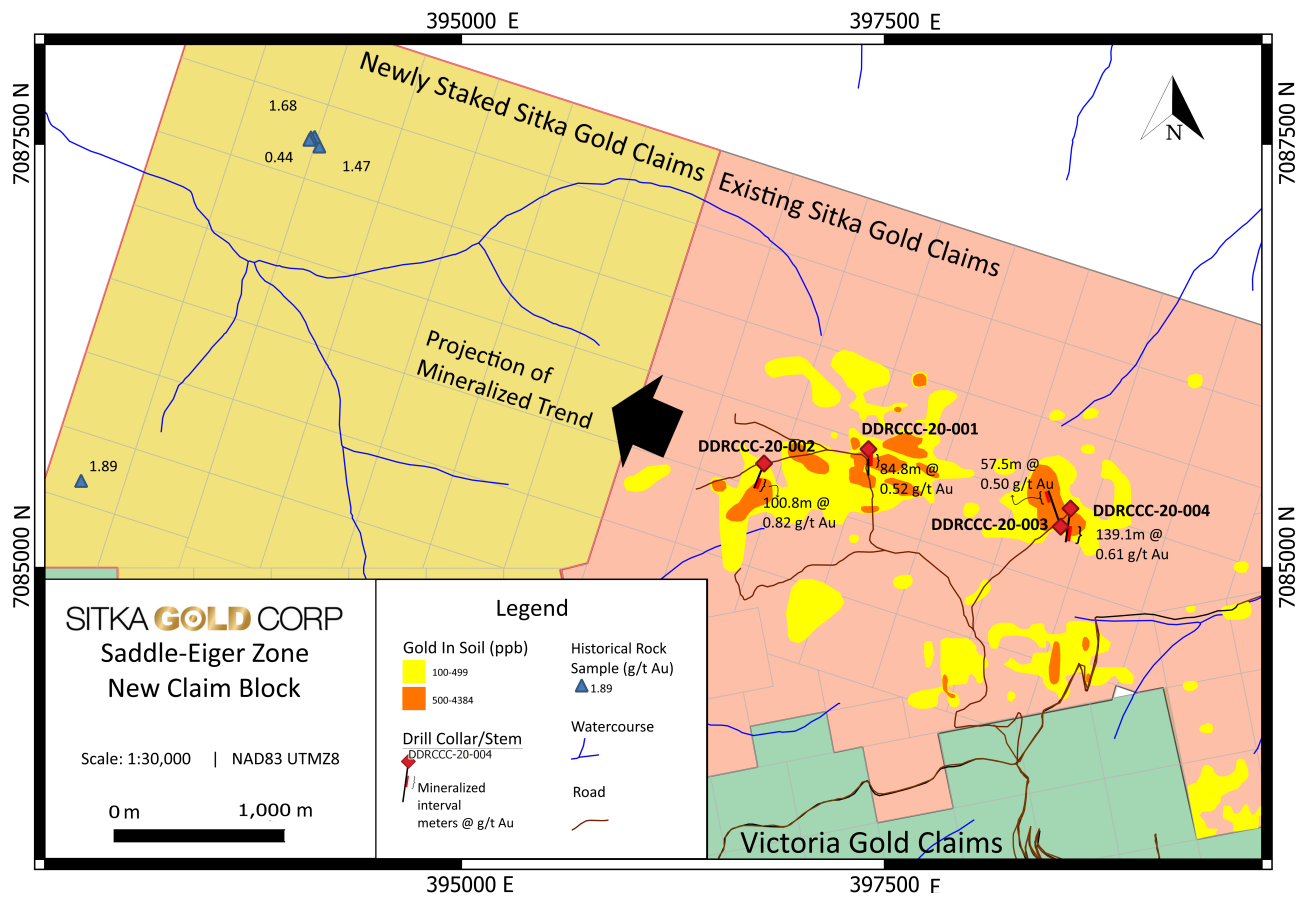 395000 E
397500 E
7087500 N
7087500 N
Newly Staked Sitka Gold Claims
Existing Sitka Gold Claims
N
1.68
0.44
1.47
1.89
Projection of
Mineralized Trend
DDRCCC-20-001
84.8m @
0.52 g/t Au
DDRCCC-20-002
100.8m @
0.82 g/t Au
57.5m @
0.50 g/t Au
DDRCCC-20-003
DDRCCC-20-004
139.1m @
0.61 g/t Au
7085000 N
7085000 N
SITKA GOLD CORP
Saddle-Eiger Zone
New Claim Block
Scale: 1:30,000 | NAD83 UTMZ8
0 m 1,000 m
Legend
Gold In Soil (ppb)
100-499
500-4384
Drill Collar/Stem
DDRCCC-20-004
Mineralized
interval
meters @ g/t Au
Historical Rock
Sample (g/t Au)
1.89
Watercourse
Road
Victoria Gold Claims
395000 E
397500 F